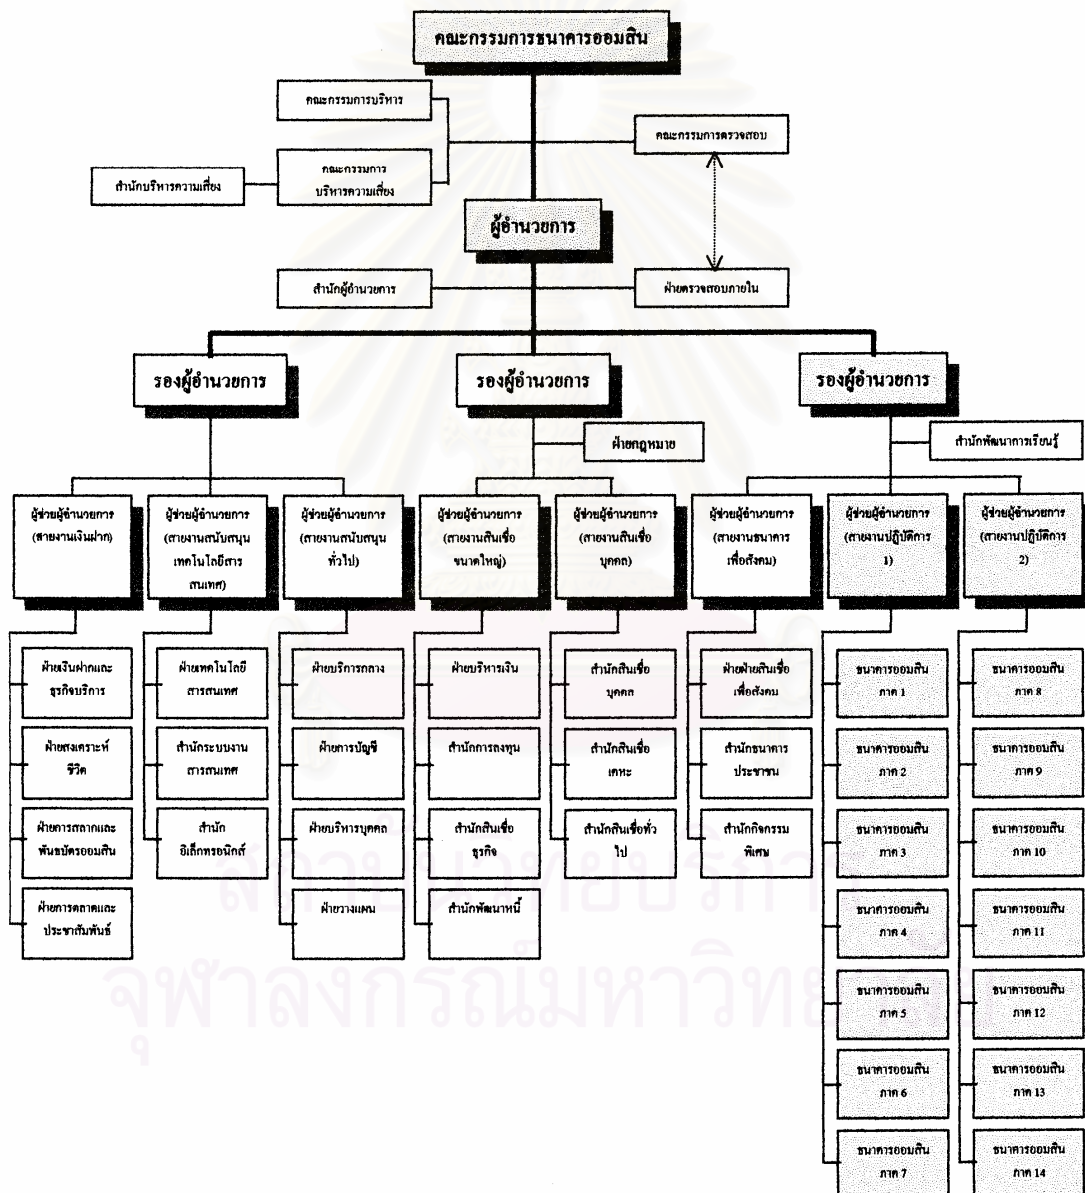 คณะกรรมการธนาคารออมสิน
คณะกรรมการบริหาร
คณะกรรมการตรวจสอบ
สำนักบริหารความเสี่ยง
คณะกรรมการ
บริหารความเสี่ยง
ผู้อำนวยการ
สำนักผู้อำนวยการ
ฝ่ายตรวจสอบภายใน
รองผู้อำนวยการ
รองผู้อำนวยการ
รองผู้อำนวยการ
ฝ่ายกฎหมาย
สำนักพัฒนาการเรียนรู้
ผู้ช่วยผู้อำนวยการ
(สายงานเงินฝาก)
ผู้ช่วยผู้อำนวยการ
(สายงานสนับสนุน
เทคโนโลยีสาร
สนเทศ)
ผู้ช่วยผู้อำนวยการ
(สายงานสนับสนุน
ทั่วไป)
ผู้ช่วยผู้อำนวยการ
(สายงานสินเชื่อ
ขนาดใหญ่)
ผู้ช่วยผู้อำนวยการ
(สายงานสินเชื่อ
บุคคล)
ผู้ช่วยผู้อำนวยการ
(สายงานธนาคาร
เพื่อสังคม)
ผู้ช่วยผู้อำนวยการ
(สายงานปฏิบัติการ
1)
ผู้ช่วยผู้อำนวยการ
(สายงานปฏิบัติการ
2)
ฝ่ายเงินฝากและ
ธุรกิจบริการ
ฝ่ายสงเคราะห์
ชีวิต
ฝ่ายการสลากและ
พันธบัตรออมสิน
ฝ่ายการตลาดและ
ประชาสัมพันธ์
ฝ่ายเทคโนโลยี
สารสนเทศ
สำนักระบบงาน
สารสนเทศ
สำนัก
อิเล็กทรอนิกส์
ฝ่ายบริการกลาง
ฝ่ายการบัญชี
ฝ่ายบริหารบุคคล
ฝ่ายวางแผน
ฝ่ายบริหารเงิน
สำนักการลงทุน
สำนักสินเชื่อ
ธุรกิจ
สำนักพัฒนาหนี้
สำนักสินเชื่อ
บุคคล
สำนักสินเชื่อ
เคหะ
สำนักสินเชื่อทั่ว
ไป
ฝ่ายฝ่ายสินเชื่อ
เพื่อสังคม
สำนักธนาคาร
ประชาชน
สำนักกิจกรรม
พิเศษ
ธนาคารออมสิน
ภาค 1
ธนาคารออมสิน
ภาค 2
ธนาคารออมสิน
ภาค 3
ธนาคารออมสิน
ภาค 4
ธนาคารออมสิน
ภาค 5
ธนาคารออมสิน
ภาค 6
ธนาคารออมสิน
ภาค 7
ธนาคารออมสิน
ภาค 8
ธนาคารออมสิน
ภาค 9
ธนาคารออมสิน
ภาค 10
ธนาคารออมสิน
ภาค 11
ธนาคารออมสิน
ภาค 12
ธนาคารออมสิน
ภาค 13
ธนาคารออมสิน
ภาค 14
สถาบันวิทยบริการ
จุฬาลงกรณ์มหาวิทยาลัย